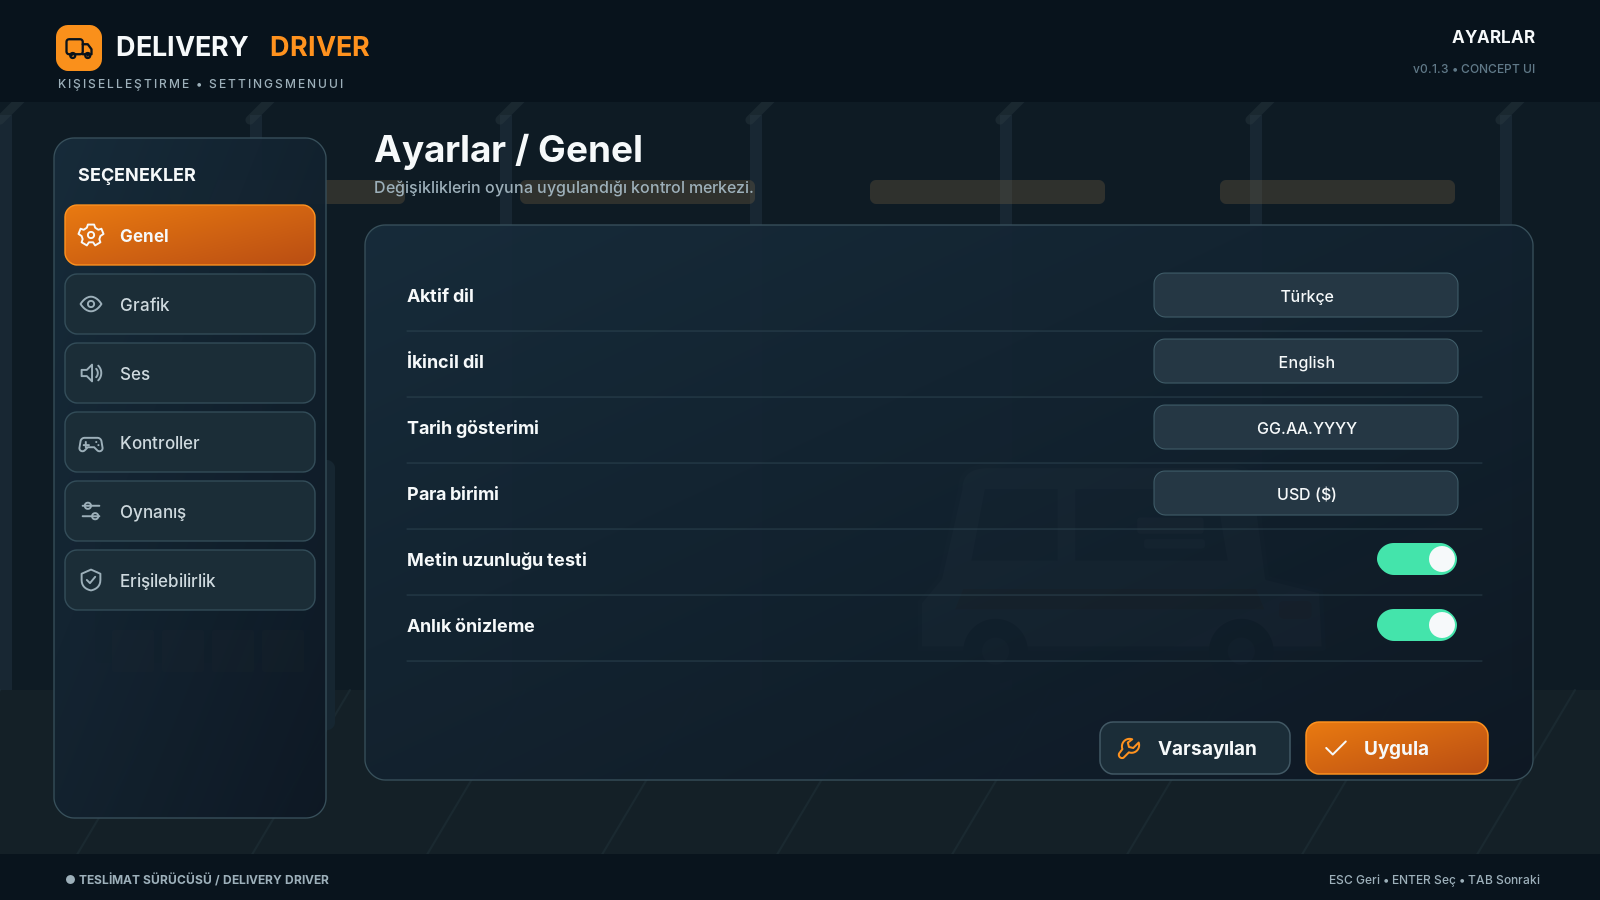 DELIVERY DRIVER
KIŞISELLEŞTIRME • SETTINGSMENUUI
AYARLAR
v0.1.3 • CONCEPT UI
SEÇENEKLER
Genel
Grafik
Ses
Kontroller
Oynanış
Erişilebilirlik
Ayarlar / Genel
Değişikliklerin oyuna uygulandığı kontrol merkezi.
Aktif dil
Türkçe
İkincil dil
English
Tarih gösterimi
GG.AA.YYYY
Para birimi
USD ($)
Metin uzunluğu testi
Anlık önizleme
Varsayılan
Uygula
TESLİMAT SÜRÜCÜSÜ / DELIVERY DRIVER
ESC Geri • ENTER Seç • TAB Sonraki